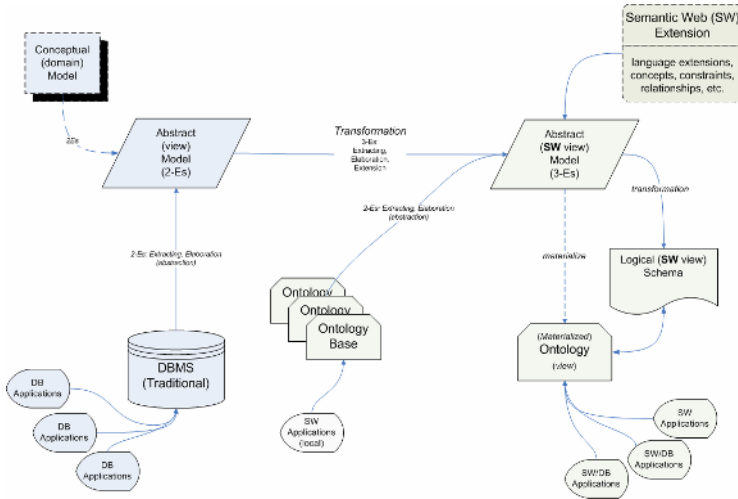 Conceptual
(domain)
Model
Semantic Web (SW)
Extension
language extensions,
concepts, constraints,
relationships, etc.
2Es
Abstract
(view)
Model
(2-Es)
Transformation
3-Es:
Extracting,
Elaboration,
Extension
Abstract
(SW view)
Model
(3-Es)
transformation
2-Es: Extracting, Elaboration
(abstraction)
2-Es: Extracting, Elaboration
(abstraction)
materialize
Logical (SW view)
Schema
Ontology
Ontology
Ontology
Base
(Materialized)
Ontology
(view)
DBMS
(Traditional)
DB
Applications
DB
Applications
DB
Applications
SW
Applications
(local)
SW
Applications
SW/DB
Applications
SW/DB
Applications